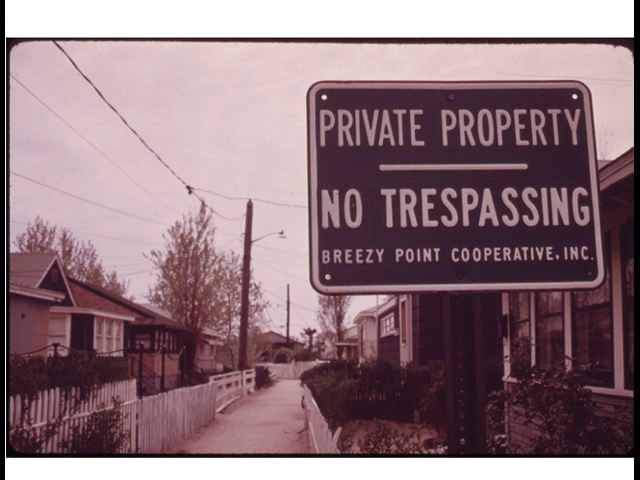 PRIVATE PROPERTY
NO TRESPASSING
BREEZY POINT COOPERATIVE, INC.